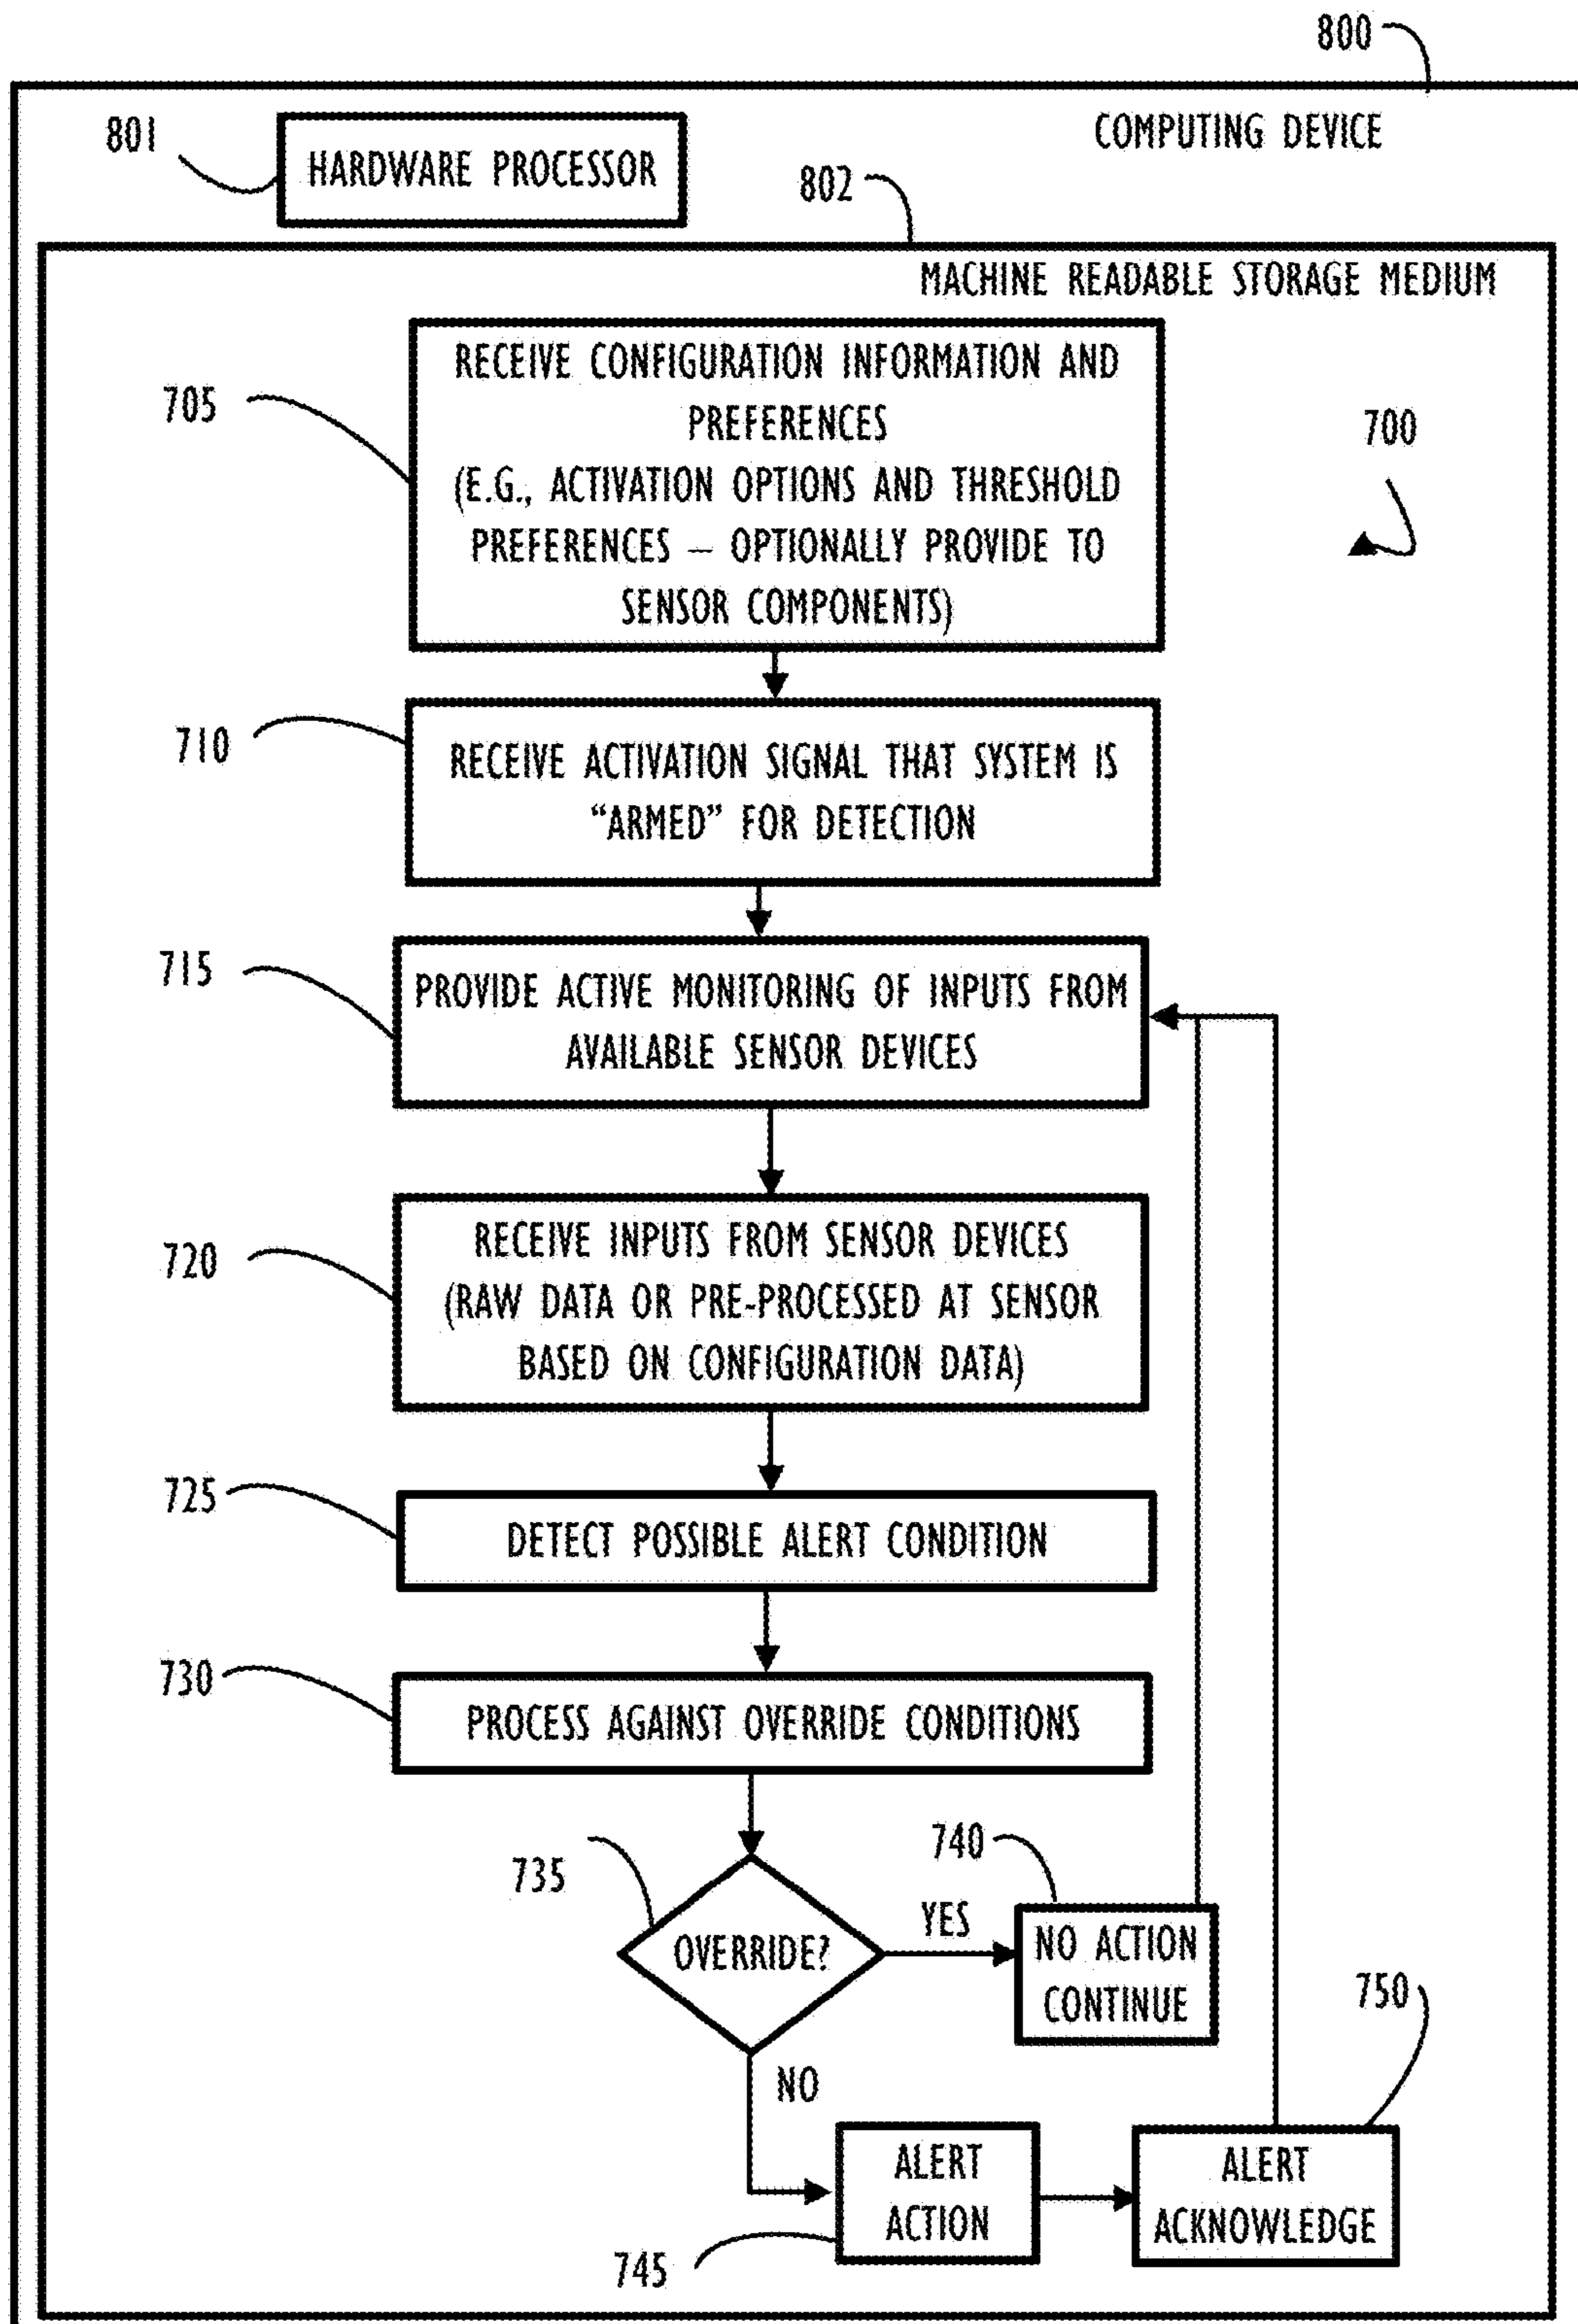 800
COMPUTING DEVICE
801
HARDWARE PROCESSOR
802
MACHINE READABLE STORAGE MEDIUM
705
RECEIVE CONFIGURATION INFORMATION AND
PREFERENCES
(E.G., ACTIVATION OPTIONS AND THRESHOLD
PREFERENCES – OPTIONALLY PROVIDE TO
SENSOR COMPONENTS)
700
710
RECEIVE ACTIVATION SIGNAL THAT SYSTEM IS
“ARMED” FOR DETECTION
715
PROVIDE ACTIVE MONITORING OF INPUTS FROM
AVAILABLE SENSOR DEVICES
720
RECEIVE INPUTS FROM SENSOR DEVICES
(RAW DATA OR PRE-PROCESSED AT SENSOR
BASED ON CONFIGURATION DATA)
725
DETECT POSSIBLE ALERT CONDITION
730
PROCESS AGAINST OVERRIDE CONDITIONS
735
OVERRIDE?
YES
740
NO ACTION
CONTINUE
NO
745
ALERT
ACTION
750
ALERT
ACKNOWLEDGE